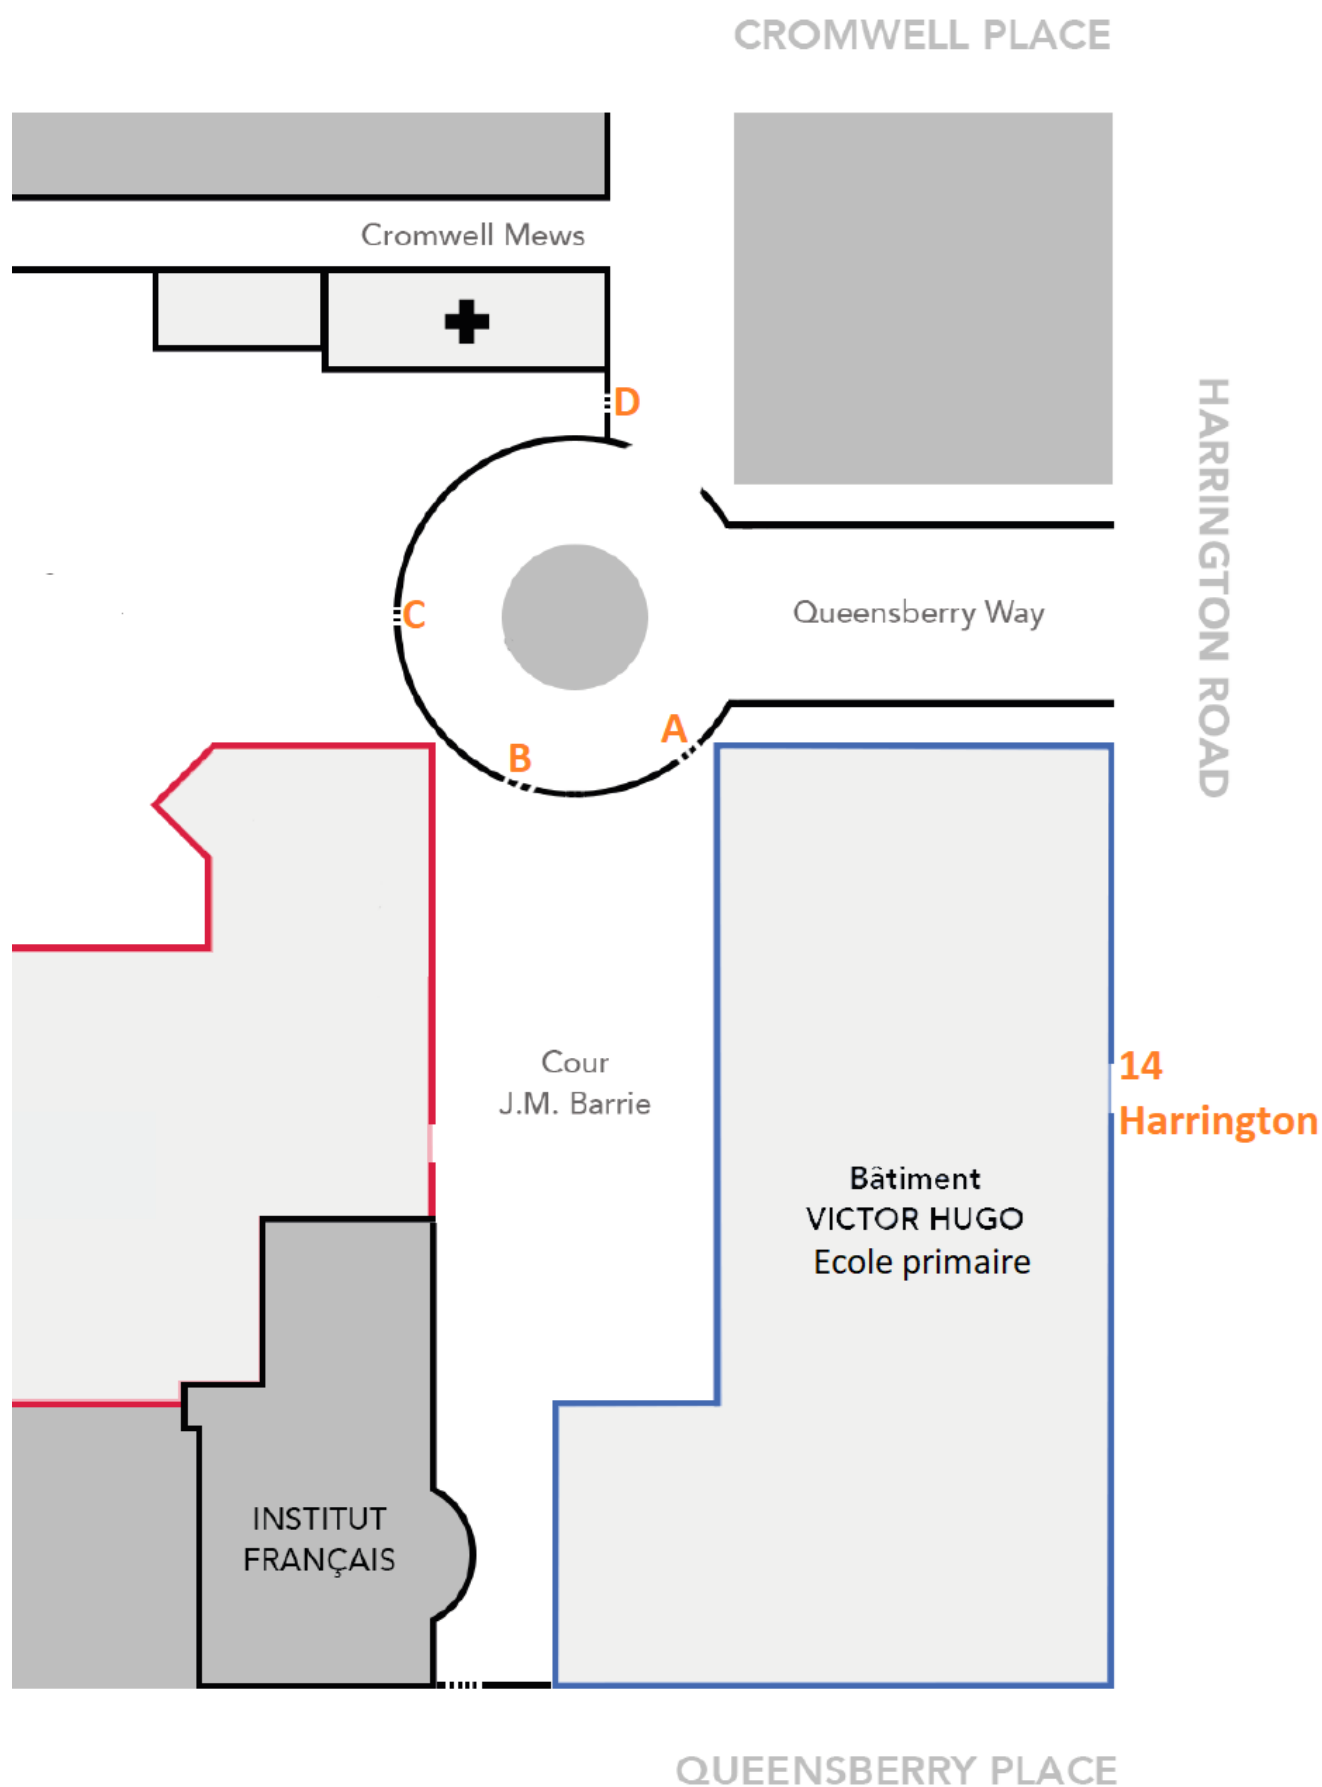 CROMWELL PLACE
Cromwell Mews
D
HARRINGTON ROAD
C
Queensberry Way
A
B
Cour
J.M. Barrie
14
Harrington
Bâtiment
VICTOR HUGO
Ecole primaire
INSTITUT
FRANÇAIS
QUEENSBERRY PLACE